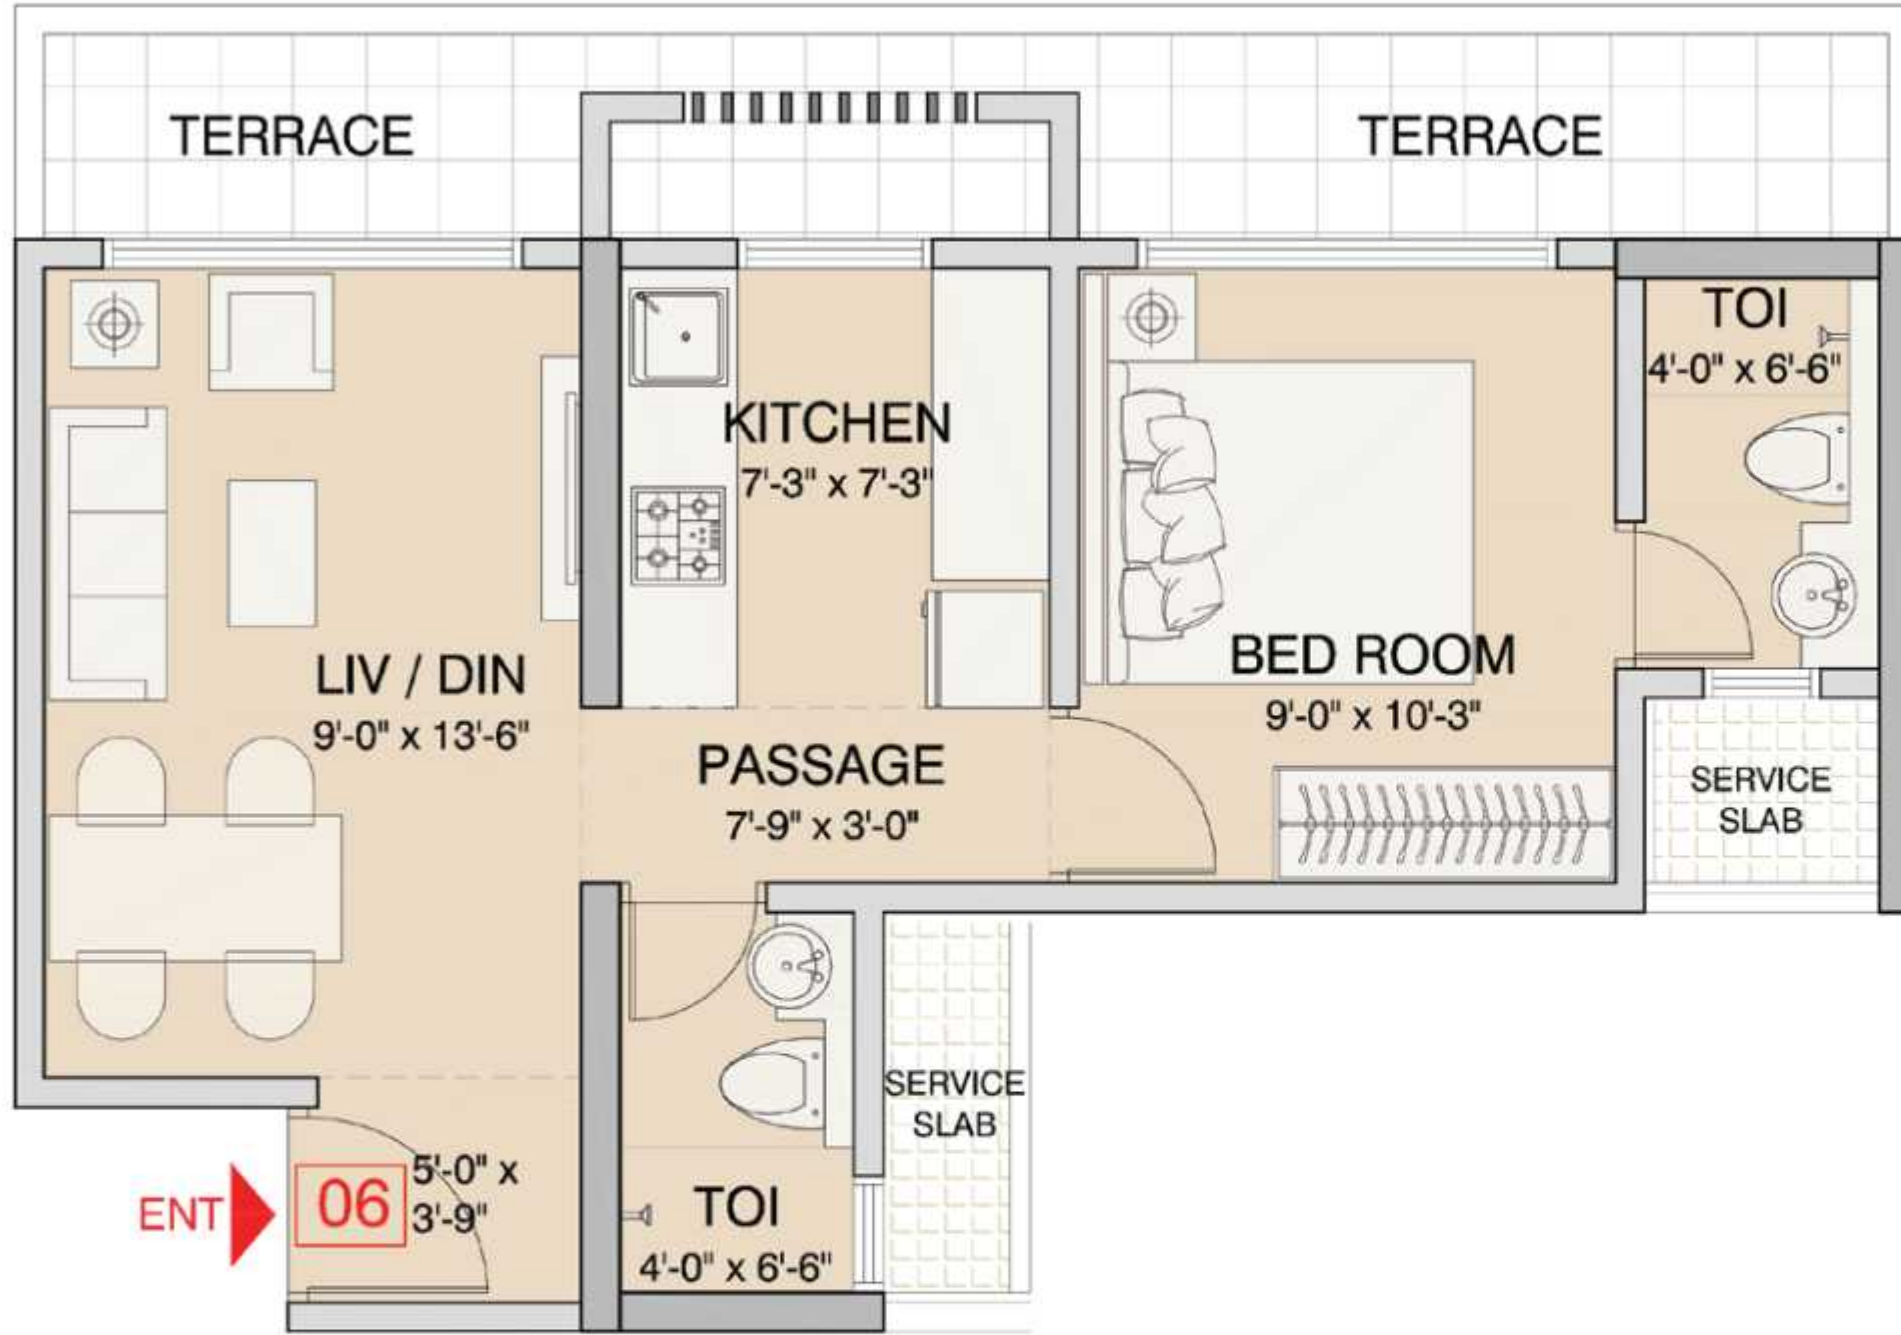 TERRACE
TERRACE
TOI
4'-0" x 6'-6"
KITCHEN
7'-3" x 7'-3"
LIV / DIN
9'-0" x 13'-6"
BED ROOM
9'-0" x 10'-3"
PASSAGE
7'-9" x 3'-0"
SERVICE
SLAB
SERVICE
SLAB
ENT
06
5'-0" x
3'-9"
TOI
4'-0" x 6'-6"